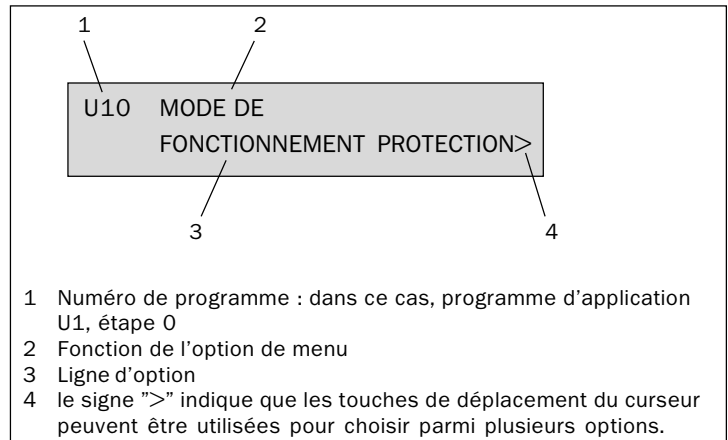 1 2
U10 MODE DE
FONCTIONNEMENT PROTECTION>
3 4
1 Numéro de programme : dans ce cas, programme d’application
U1, étape 0
2 Fonction de l’option de menu
3 Ligne d’option
4 le signe ”>” indique que les touches de déplacement du curseur
peuvent être utilisées pour choisir parmi plusieurs options.